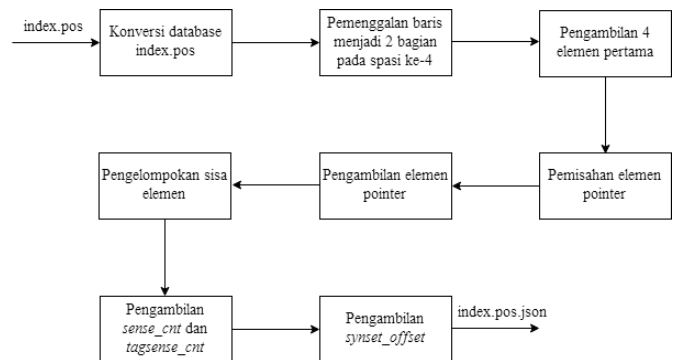 index.pos
Konversi database
index.pos
Pemenggalan baris
menjadi 2 bagian
pada spasi ke-4
Pengambilan 4
elemen pertama
Pengelompokan sisa
elemen
Pengambilan elemen
pointer
Pemisahan elemen
pointer
Pengambilan
sense_cnt dan
tagsense_cnt
Pengambilan
synset_offset
index.pos.json